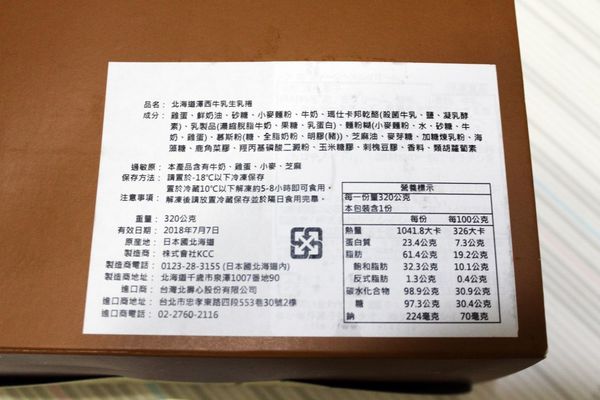 品名： 北海道澤西牛乳生乳捲
成分： 雞蛋、鮮奶油、砂糖、小麥麵粉、牛奶、瑪仕卡邦乾酪(殺菌牛乳、鹽、凝乳酵
素)、乳製品(濃縮脫脂牛奶、果糖、乳蛋白)、麵粉糊(小麥麵粉、水、砂糖、牛
奶、雞蛋)、慕斯粉(糖、全脂奶粉、明膠(豬))、芝麻油、麥芽糖、加糖煉乳粉、海
藻糖、鹿角菜膠、羥丙基磷酸二澱粉、玉米糖膠、刺槐豆膠、香料、類胡蘿蔔素
過敏原： 本產品含有牛奶、雞蛋、小麥、芝麻
保存方法： 請置於-18℃以下冷凍保存
置於冷藏10℃以下解凍約5-8小時即可食用。
注意事項： 解凍後請放置冷藏保存並於隔日食用完畢。
重量： 320公克
有效日期： 2018年7月7日
原產地： 日本國北海道
製造商： 株式會社KCC
製造商電話： 0123-28-3155 (日本國北海道內)
製造商地址： 北海道千歲市泉澤1007番地90
進口商： 台灣北壽心股份有限公司
進口商地址： 台北市忠孝東路四段553巷30號2樓
進口商電話： 02-2760-2116
營養標示
每一份量320公克
本包裝含1份
每份 每100公克
熱量 1041.8大卡 326大卡
蛋白質 23.4公克 7.3公克
脂肪 61.4公克 19.2公克
飽和脂肪 32.3公克 10.1公克
反式脂肪 1.3公克 0.4公克
碳水化合物 98.9公克 30.9公克
糖 97.3公克 30.4公克
鈉 224毫克 70毫克